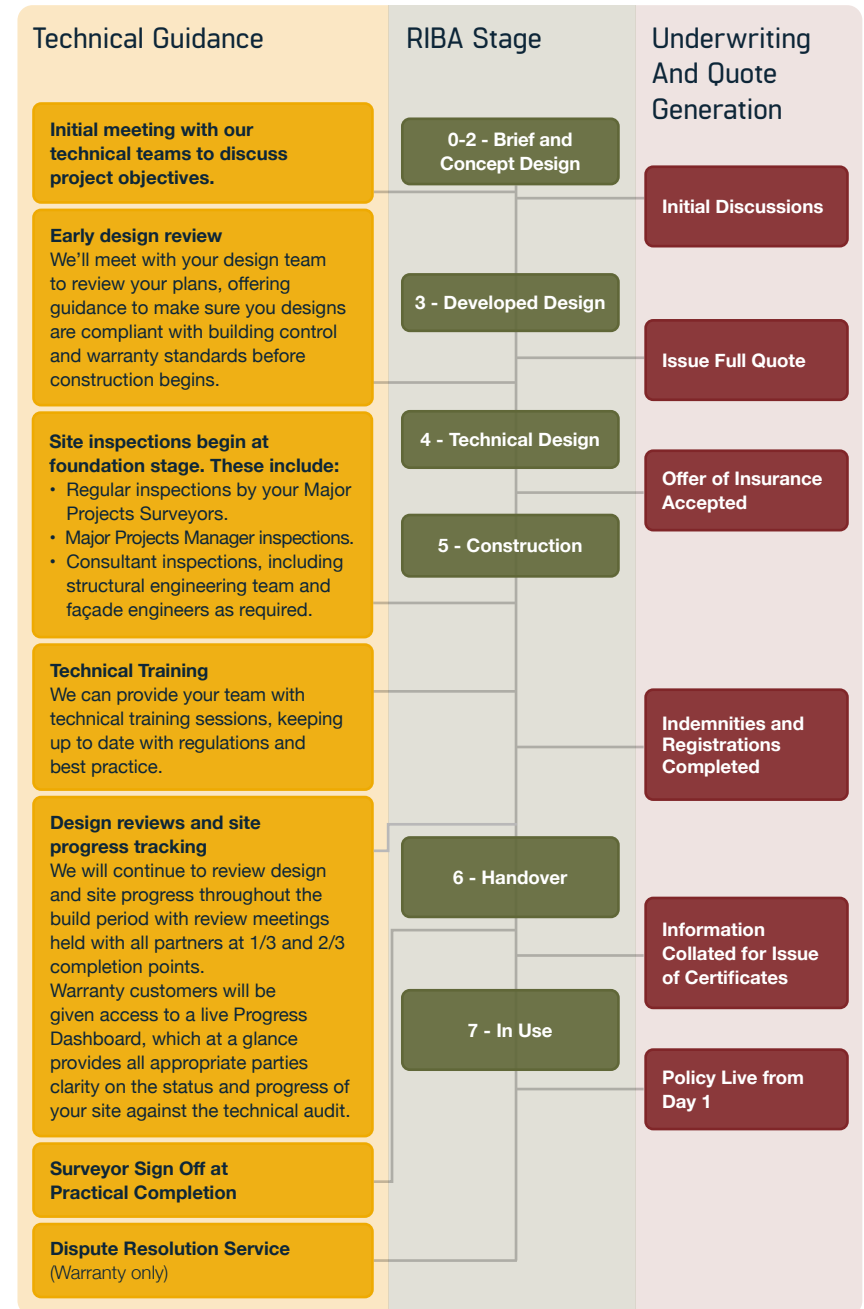 Technical Guidance
Initial meeting with our
technical teams to discuss
project objectives.
Early design review
We’ll meet with your design team
to review your plans, offering
guidance to make sure you designs
are compliant with building control
and warranty standards before
construction begins.
Site inspections begin at
foundation stage. These include:
• Regular inspections by your Major
Projects Surveyors.
• Major Projects Manager inspections.
• Consultant inspections, including
structural engineering team and
façade engineers as required.
Technical Training
We can provide your team with
technical training sessions, keeping
up to date with regulations and
best practice.
Design reviews and site
progress tracking
We will continue to review design
and site progress throughout the
build period with review meetings
held with all partners at 1/3 and 2/3
completion points.
Warranty customers will be
given access to a live Progress
Dashboard, which at a glance
provides all appropriate parties
clarity on the status and progress of
your site against the technical audit.
Surveyor Sign Off at
Practical Completion
Dispute Resolution Service
(Warranty only)
RIBA Stage
0-2 - Brief and
Concept Design
3 - Developed Design
4 - Technical Design
5 - Construction
6 - Handover
7 - In Use
Underwriting
And Quote
Generation
Initial Discussions
Issue Full Quote
Offer of Insurance
Accepted
Indemnities and
Registrations
Completed
Information
Collated for Issue
of Certificates
Policy Live from
Day 1